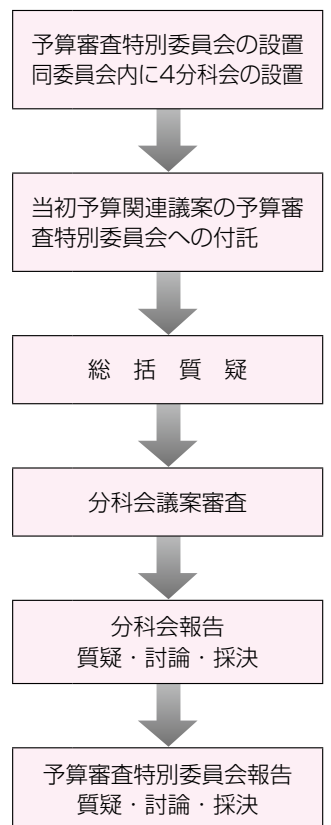 予算審査特別委員会の設置
同委員会内に4分科会の設置
当初予算関連議案の予算審
査特別委員会への付託
総　括　質　疑
分科会議案審査
分科会報告
質疑・討論・採決
予算審査特別委員会報告
質疑・討論・採決